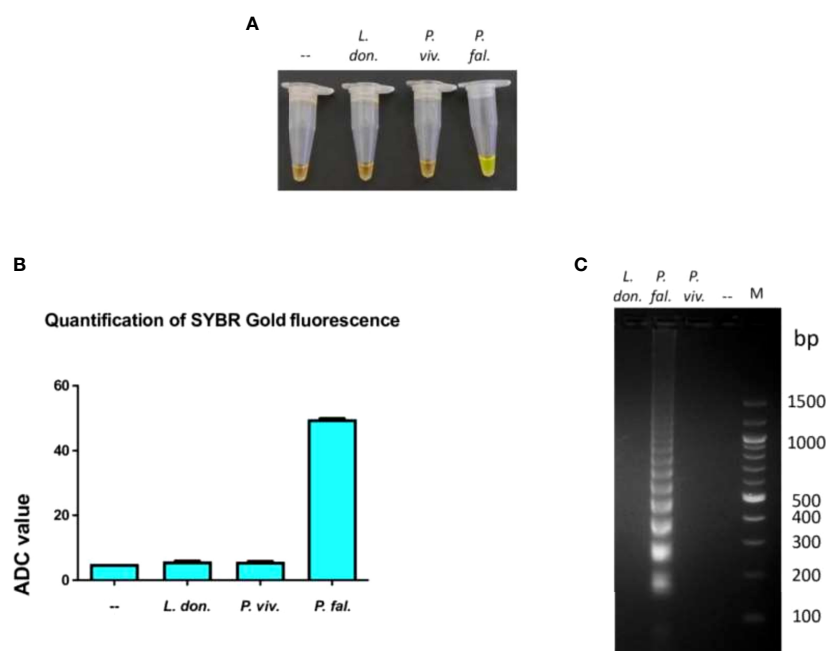 A
--
L.
don.
P.
viv.
P.
fal.
B
Quantification of SYBR Gold fluorescence
ADC value
60
40
20
0
--
L. don.
P. viv.
P. fal.
C
L.
don.
P.
fal.
P.
viv.
--
M
bp
1500
1000
500
400
300
200
100